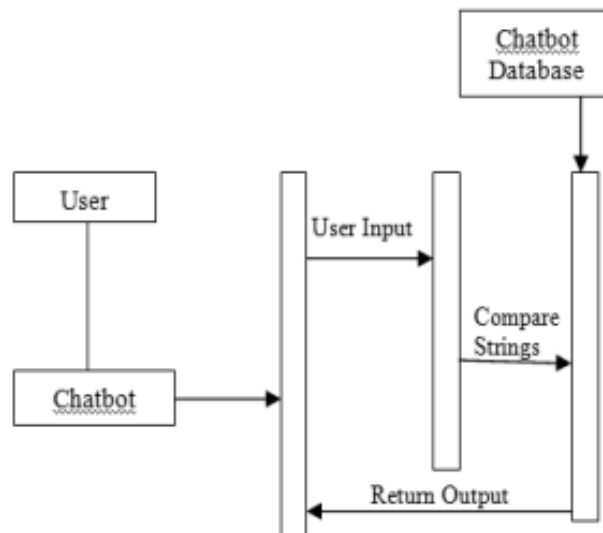 Chatbot
Database
User
User Input
Compare
Strings
Chatbot
Return Output